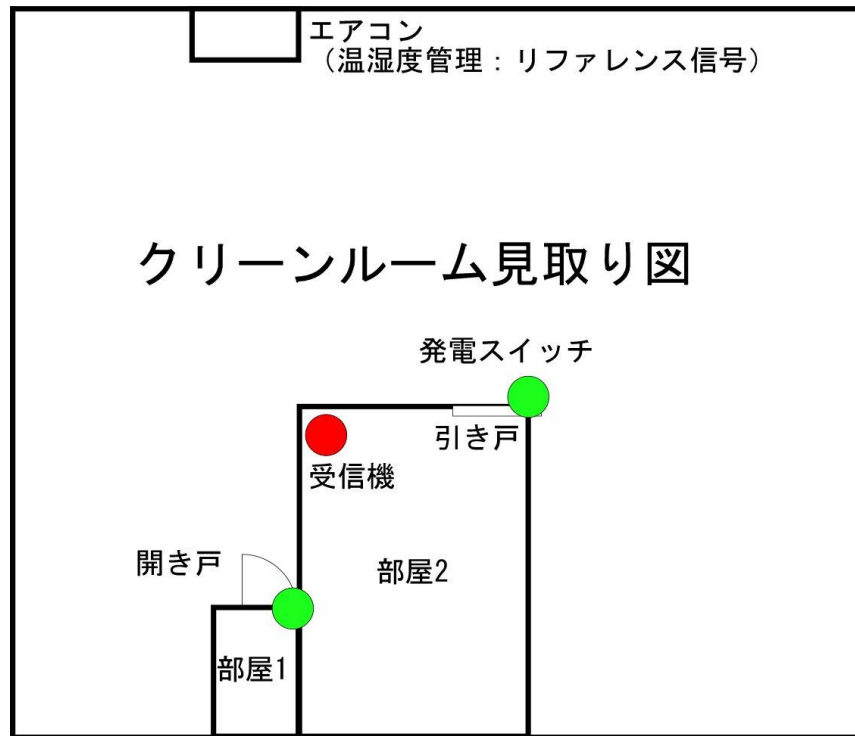 エアコン
（温湿度管理：リファレンス信号）
クリーンルーム見取り図
発電スイッチ
引き戸
受信機
開き戸
部屋2
部屋1